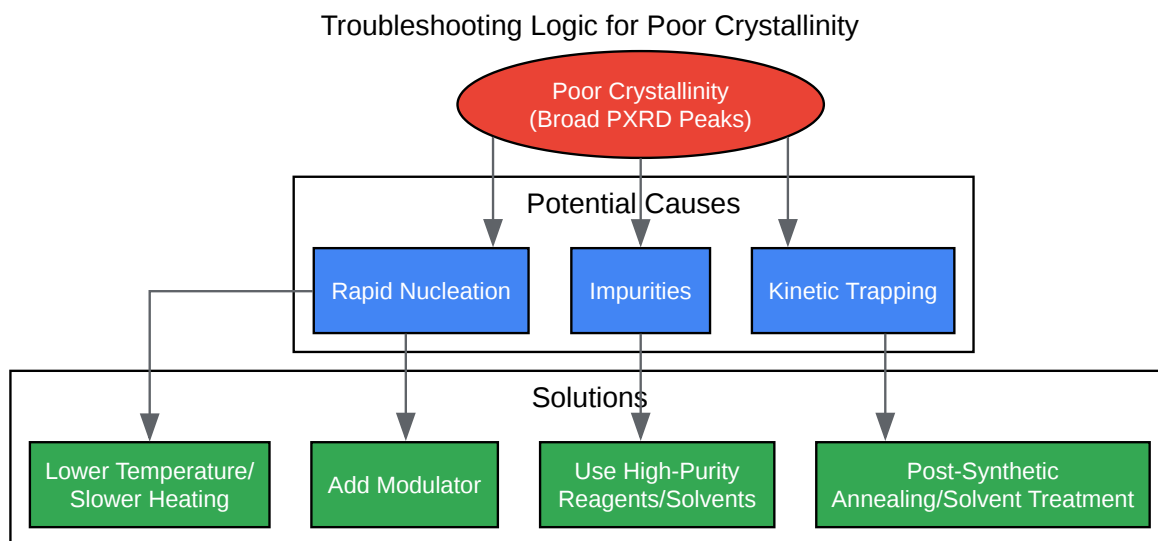 Troubleshooting Logic for Poor Crystallinity
Poor Crystallinity
(Broad PXRD Peaks)
Potential Causes
Rapid Nucleation
Impurities
Kinetic Trapping
Solutions
Lower Temperature/
Slower Heating
Add Modulator
Use High-Purity
Reagents/Solvents
Post-Synthetic
Annealing/Solvent Treatment